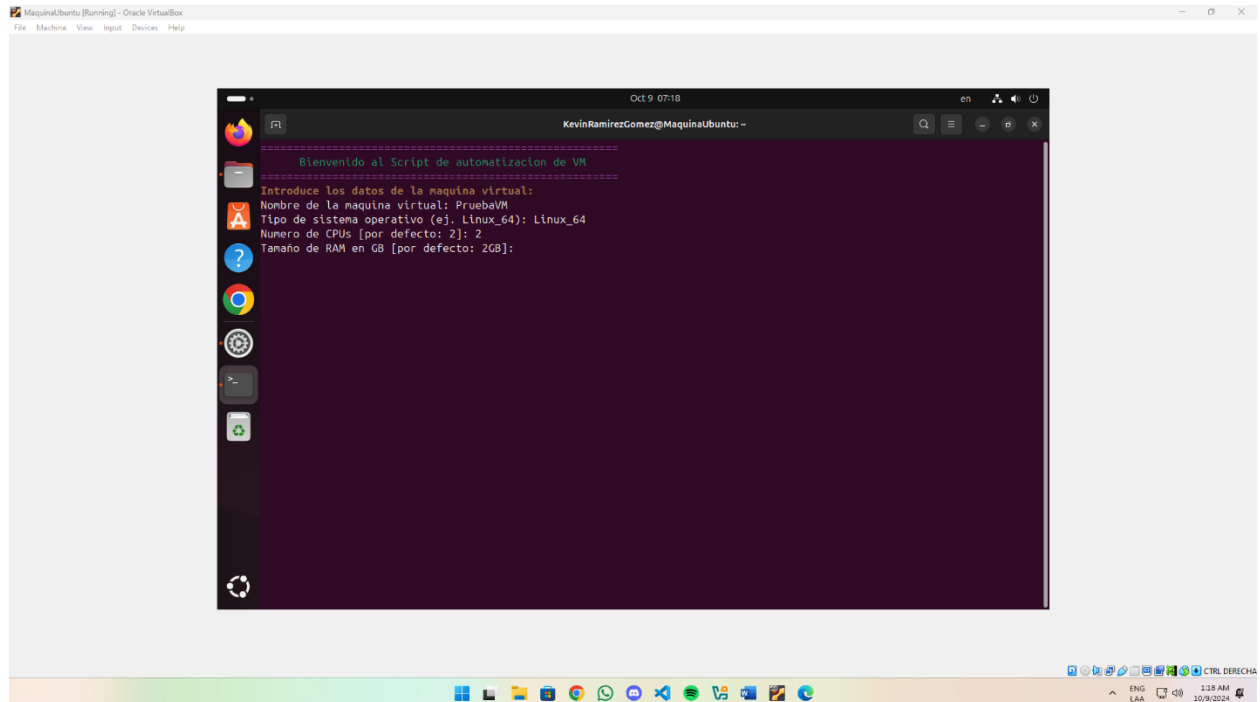 MaquinaUbuntu [Running] - Oracle VirtualBox
File Machine View Input Devices Help
Oct 9 07:18
en
KevinRamirezGomez@MaquinaUbuntu: ~
=======================================================
Bienvenido al Script de automatizacion de VM
=======================================================
Introduce los datos de la maquina virtual:
Nombre de la maquina virtual: PruebaVM
Tipo de sistema operativo (ej. Linux_64): Linux_64
Numero de CPUs [por defecto: 2]: 2
Tamaño de RAM en GB [por defecto: 2GB]:
CTRL DERECHA
ENG
LAA
1:18 AM
10/9/2024